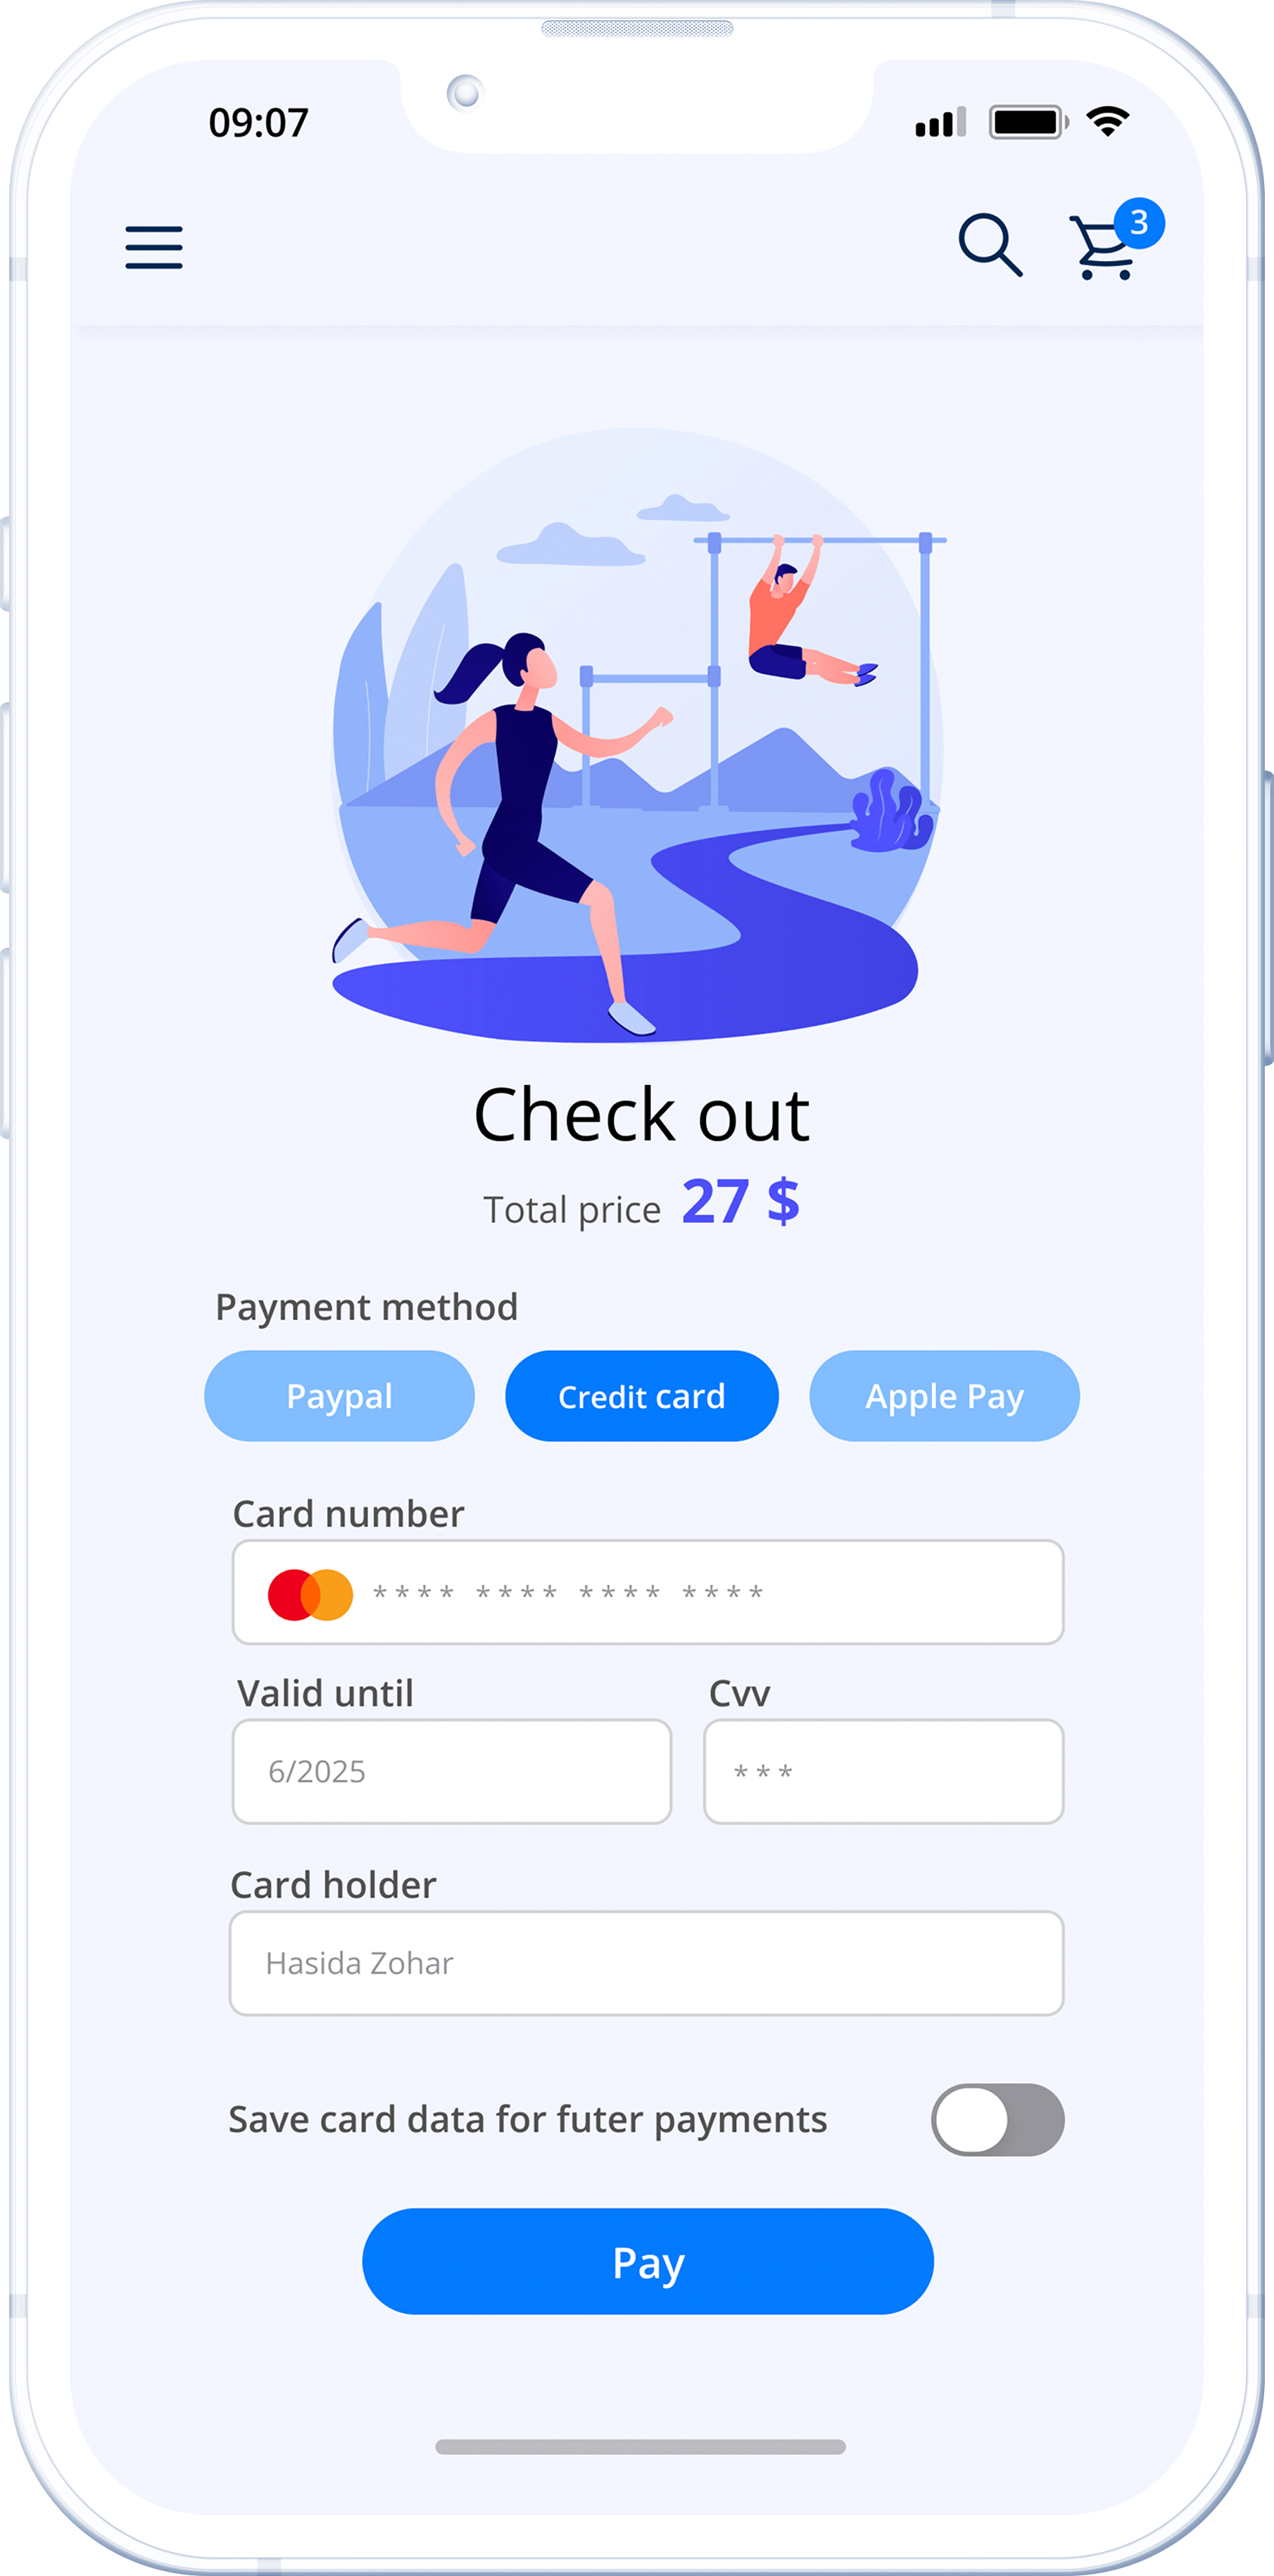 09:07
3
Check out
Total price 27 $
Payment method
Paypal Credit card Apple Pay
Card number
**** **** **** ****
Valid until Cvv
6/2025 ***
Card holder
Hasida Zohar
Save card data for futer payments
Pay